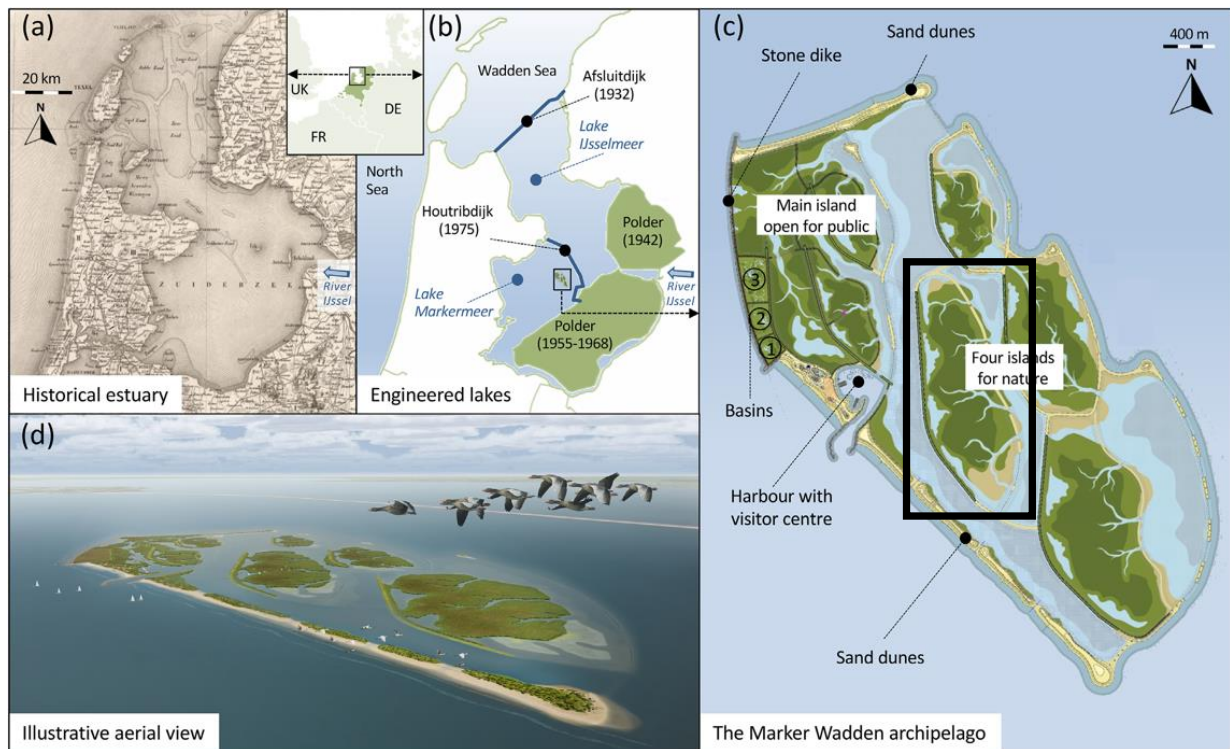 (a)
20 km
N
ZUIDERZEE
River
IJssel
Historical estuary
UK
DE
FR
(b)
Wadden Sea
Afsluitdijk
(1932)
Lake
IJsselmeer
North
Sea
Houtribdijk
(1975)
Polder
(1942)
Lake
Markermeer
River
IJssel
Polder
(1955-1968)
Engineered lakes
(c)
Sand dunes
Stone dike
400 m
N
Main island
open for public
3
2
1
Four islands
for nature
Basins
Harbour with
visitor centre
Sand dunes
The Marker Wadden archipelago
(d)
Illustrative aerial view